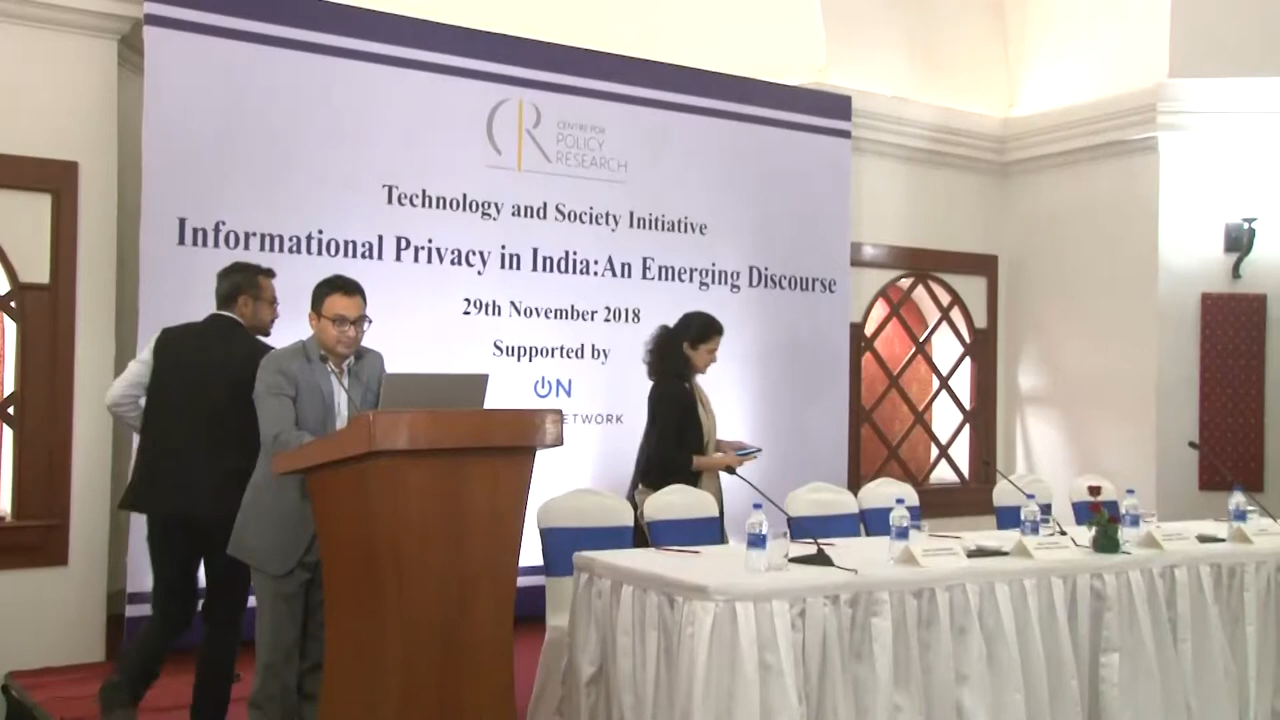 CENTRE FOR
POLICY
RESEARCH
Technology and Society Initiative
Informational Privacy in India:An Emerging Discourse
29th November 2018
Supported by
ON
ETWORK